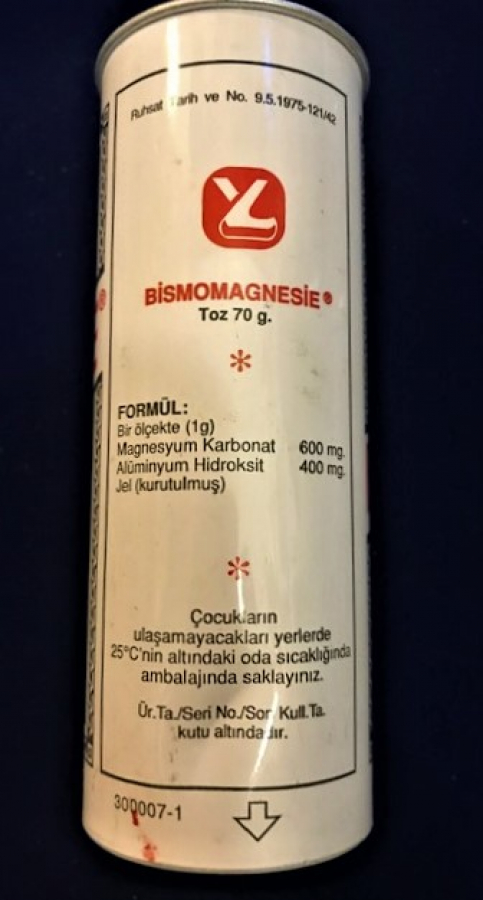 Ruhsat Tarih ve No. 9.5.1975-121/42
YL
BİSMOMAGNESİE®
Toz 70 g.
*
FORMÜL:
Bir ölçekte (1g)
Magnesyum Karbonat 600 mg.
Alüminyum Hidroksit 400 mg.
Jel (kurutulmuş)
*
Çocukların
ulaşamayacakları yerlerde
25°C'nin altındaki oda sıcaklığında
ambalajında saklayınız.
Ür.Ta./Seri No./Son Kull.Ta.
kutu altındadır.
300007-1